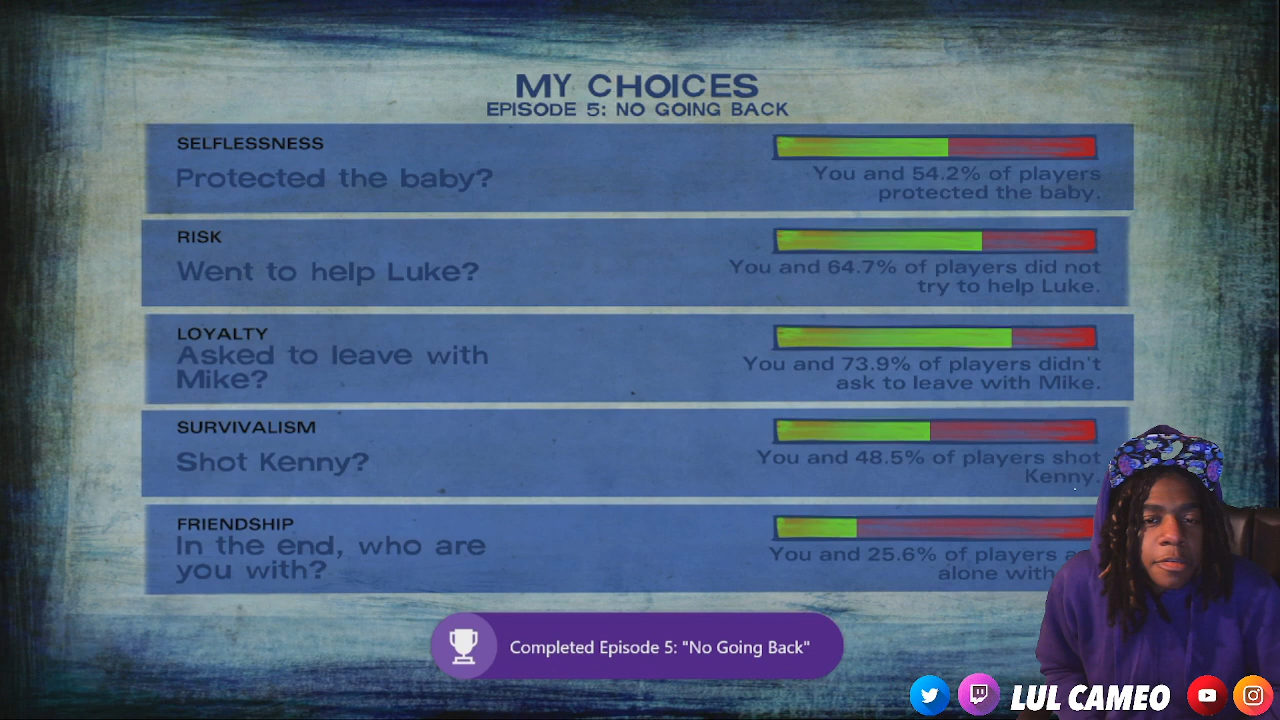 MY CHOICES
EPISODE 5: NO GOING BACK
SELFLESSNESS
Protected the baby?
You and 54.2% of players
protected the baby.
RISK
Went to help Luke?
You and 64.7% of players did not
try to help Luke.
LOYALTY
Asked to leave with
Mike?
You and 73.9% of players didn't
ask to leave with Mike.
SURVIVALISM
Shot Kenny?
You and 48.5% of players shot
Kenny.
FRIENDSHIP
In the end, who are
you with?
You and 25.6% of players
alone with
Completed Episode 5: "No Going Back"
LUL CAMEO